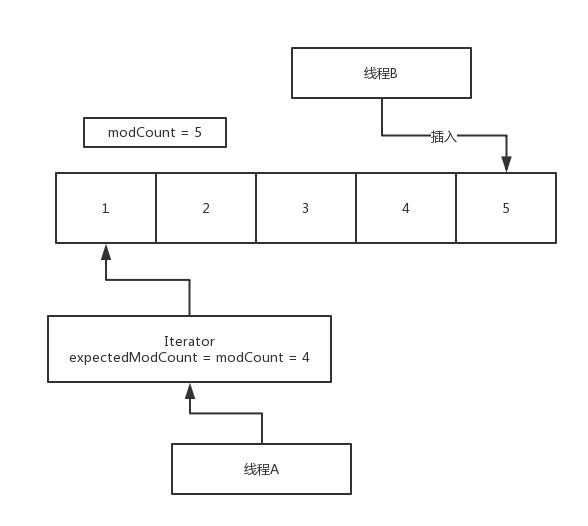 线程B
modCount = 5
插入
1
2
3
4
5
Iterator
expectedModCount = modCount = 4
线程A